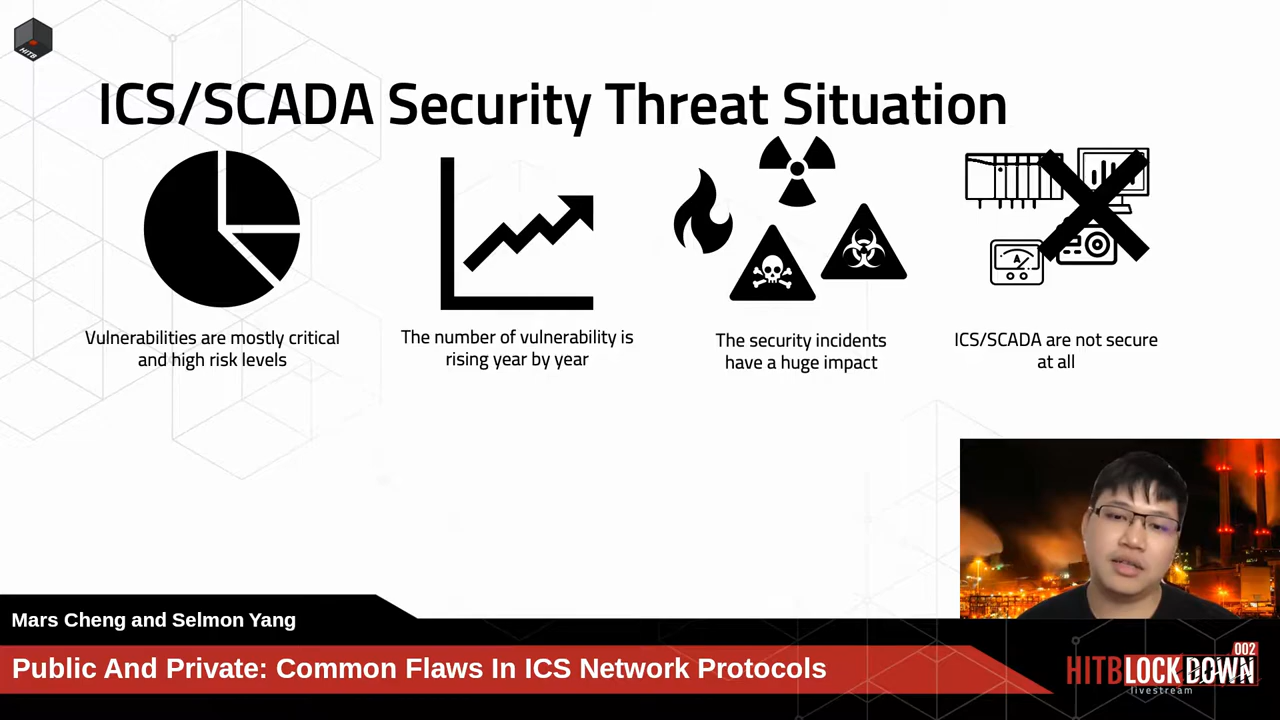 HITB
ICS/SCADA Security Threat Situation
Vulnerabilities are mostly critical
and high risk levels
The number of vulnerability is
rising year by year
The security incidents
have a huge impact
A
ICS/SCADA are not secure
at all
Mars Cheng and Selmon Yang
Public And Private: Common Flaws In ICS Network Protocols
002
HITBLOCKDOWN
livestream